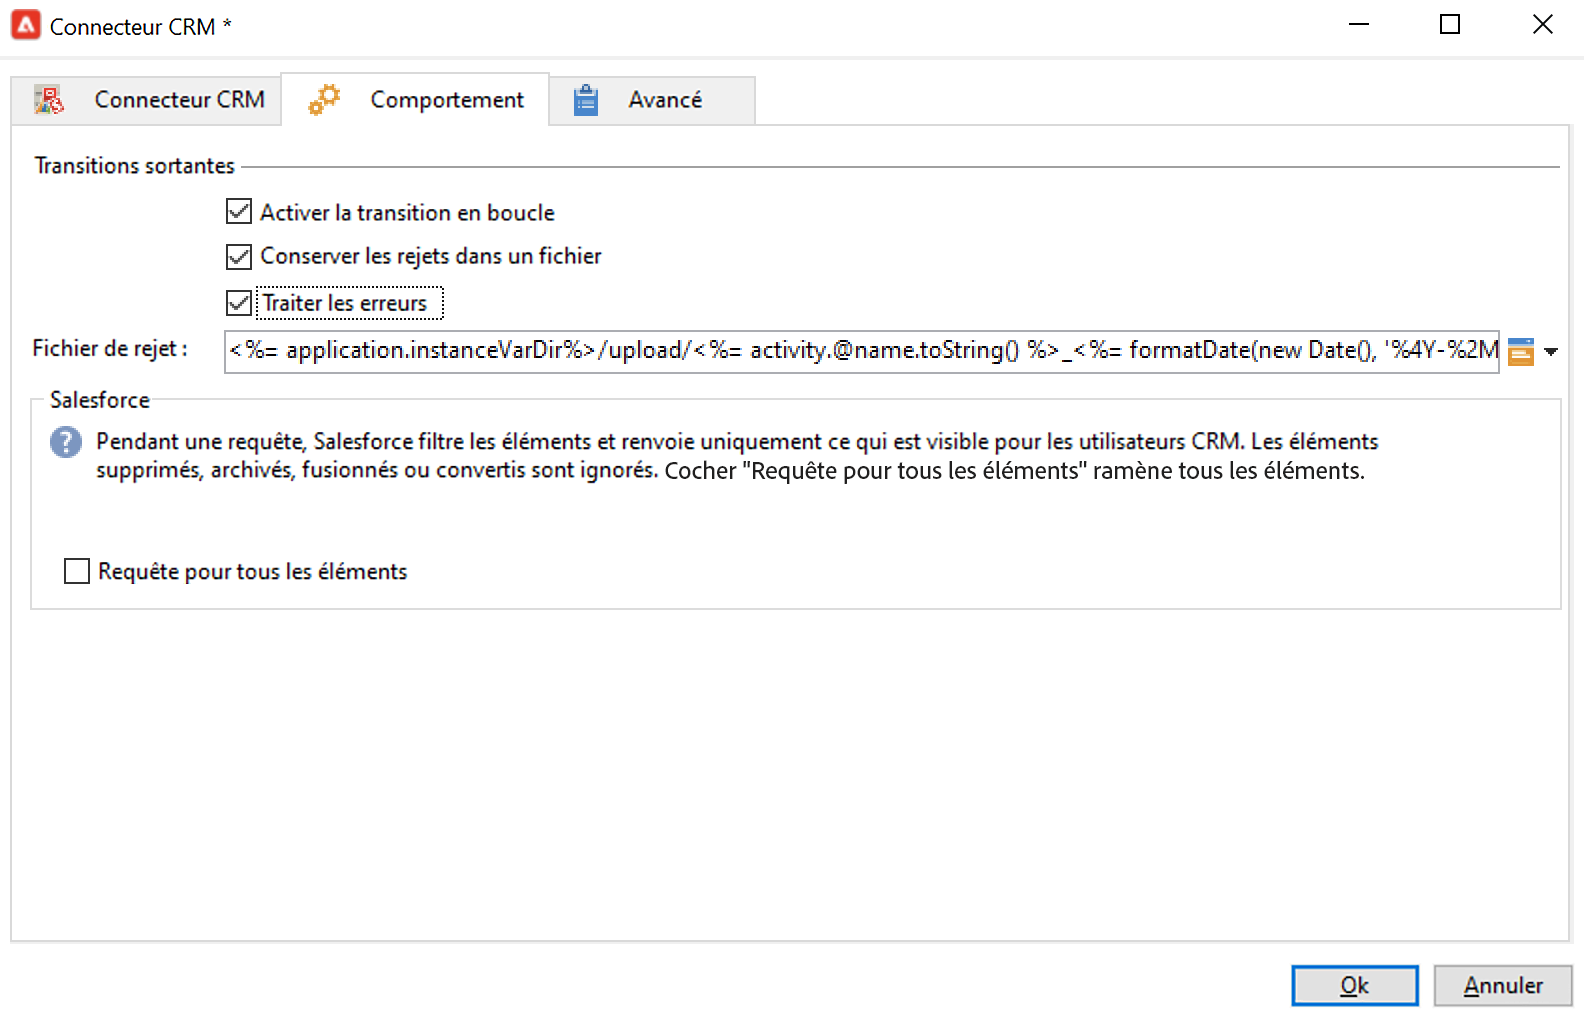 Connecteur CRM *
Connecteur CRM
Comportement
Avancé
Transitions sortantes
Activer la transition en boucle
Conserver les rejets dans un fichier
Traiter les erreurs
Fichier de rejet : <%= application.instanceVarDir%>/upload/<%= activity.@name.toString() %>_<%= formatDate(new Date(), '%4Y-%2M
Salesforce
Pendant une requête, Salesforce filtre les éléments et renvoie uniquement ce qui est visible pour les utilisateurs CRM. Les éléments
supprimés, archivés, fusionnés ou convertis sont ignorés. Cocher "Requête pour tous les éléments" ramène tous les éléments.
Requête pour tous les éléments
Ok
Annuler